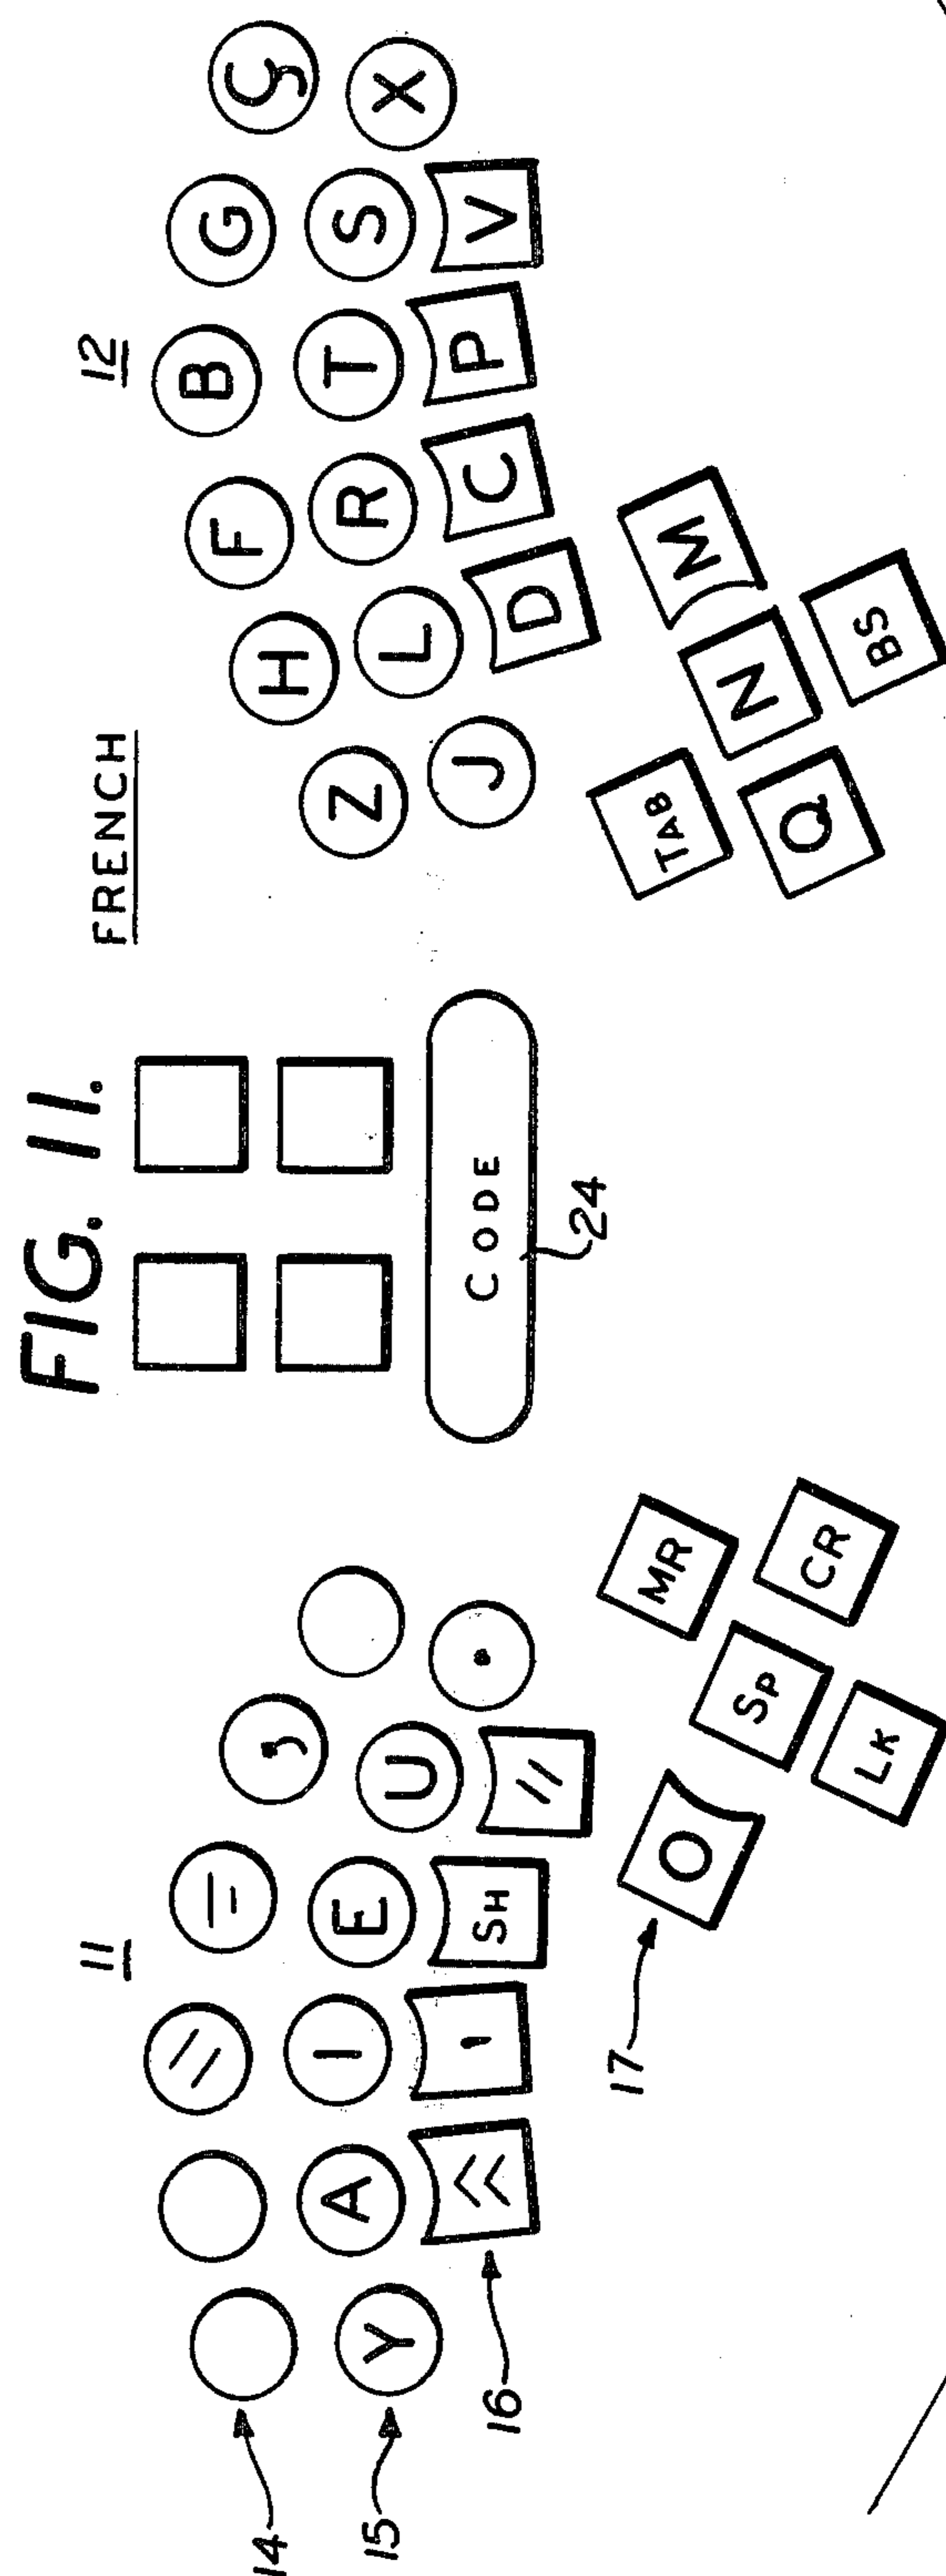 FIG. 11.
FRENCH
11 12
14 // = , Z H F B G Ç
15 Y A I E U . J L R T S X
16 ︽ ' SH \\ D C P V
CODE
24
17 O SP MR TAB N M
LK CR Q BS